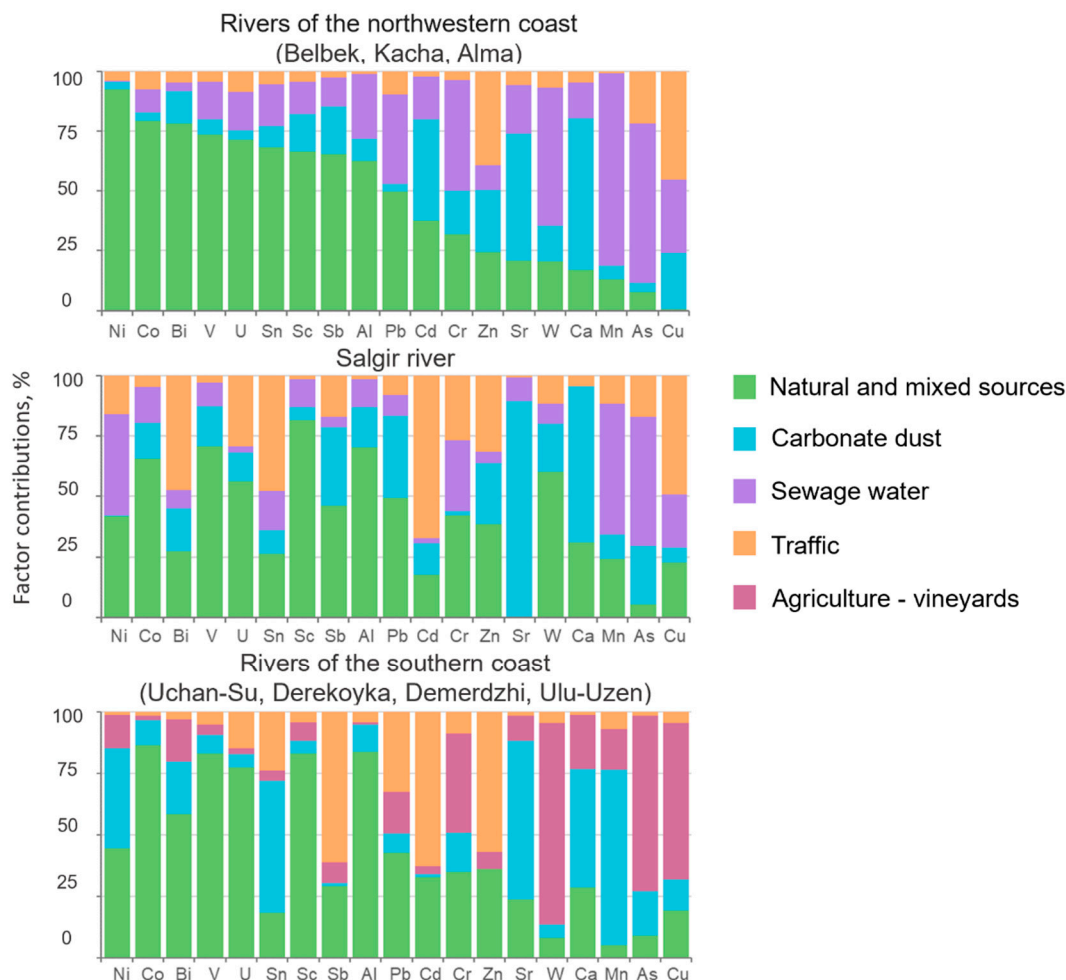 Rivers of the northwestern coast
(Belbek, Kacha, Alma)
100
75
50
25
0
Ni Co Bi V U Sn Sc Sb Al Pb Cd Cr Zn Sr W Ca Mn As Cu
Salgir river
Factor contributions, %
100
75
50
25
0
Ni Co Bi V U Sn Sc Sb Al Pb Cd Cr Zn Sr W Ca Mn As Cu
Natural and mixed sources
Carbonate dust
Sewage water
Traffic
Agriculture - vineyards
Rivers of the southern coast
(Uchan-Su, Derekoyka, Demerdzhi, Ulu-Uzen)
100
75
50
25
0
Ni Co Bi V U Sn Sc Sb Al Pb Cd Cr Zn Sr W Ca Mn As Cu